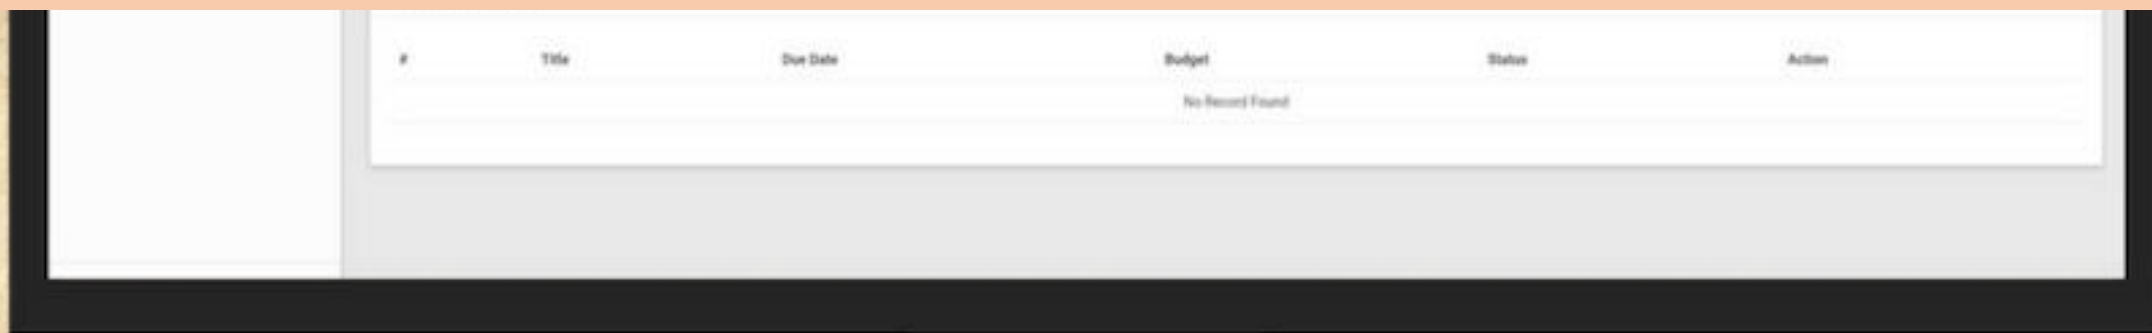 # Title Due Date Budget Status Action
No Record Found